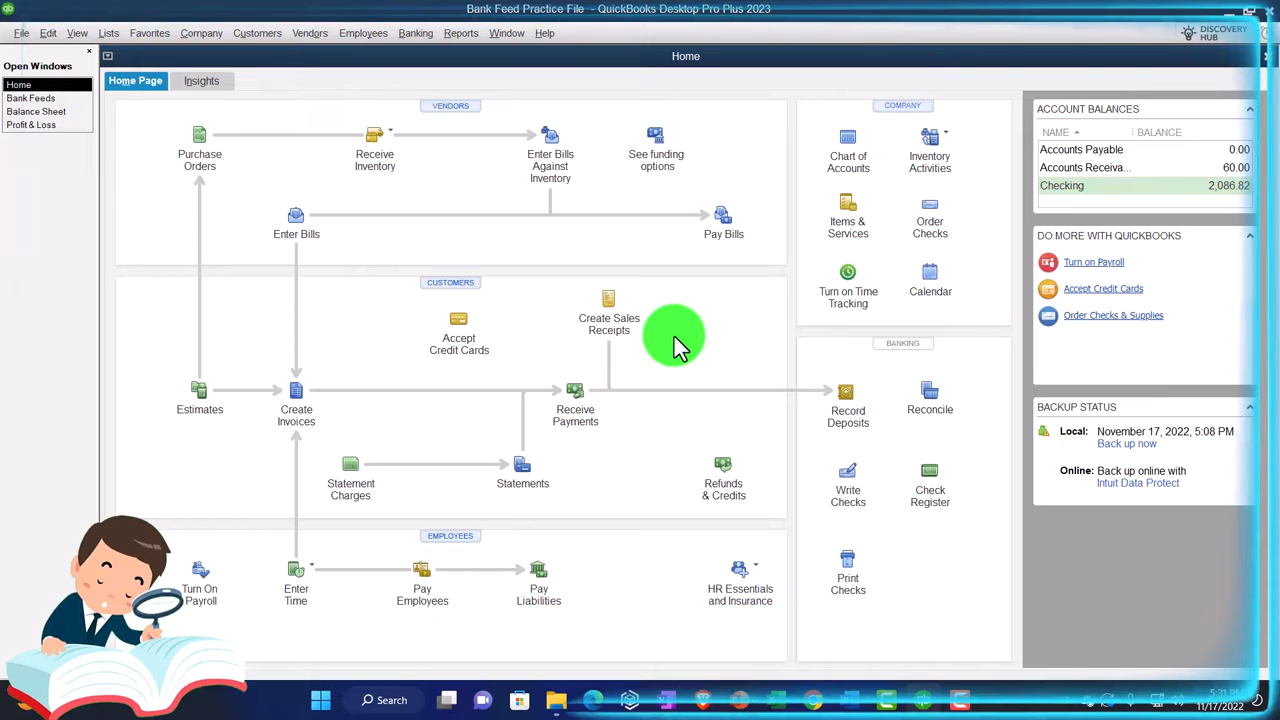 Bank Feed Practice File - QuickBooks Desktop Pro Plus 2023
File Edit View Lists Favorites Company Customers Vendors Employees Banking Reports Window Help
DISCOVERY HUB
Open Windows
Home
Bank Feeds
Balance Sheet
Profit & Loss
Home
Home Page
Insights
VENDORS
Purchase
Orders
Receive
Inventory
Enter Bills
Against
Inventory
See funding
options
Enter Bills
Pay Bills
CUSTOMERS
Create Sales
Receipts
Accept
Credit Cards
Estimates
Create
Invoices
Receive
Payments
Statement
Charges
Statements
Refunds
& Credits
EMPLOYEES
Turn On
Payroll
Enter
Time
Pay
Employees
Pay
Liabilities
HR Essentials
and Insurance
COMPANY
Chart of
Accounts
Inventory
Activities
Items &
Services
Order
Checks
Turn on Time
Tracking
Calendar
BANKING
Record
Deposits
Reconcile
Write
Checks
Check
Register
Print
Checks
ACCOUNT BALANCES
NAME BALANCE
Accounts Payable 0.00
Accounts Receiva... 60.00
Checking 2,086.82
DO MORE WITH QUICKBOOKS
Turn on Payroll
Accept Credit Cards
Order Checks & Supplies
BACKUP STATUS
Local: November 17, 2022, 5:08 PM
Back up now
Online: Back up online with
Intuit Data Protect
Search
5:31 PM
11/17/2022